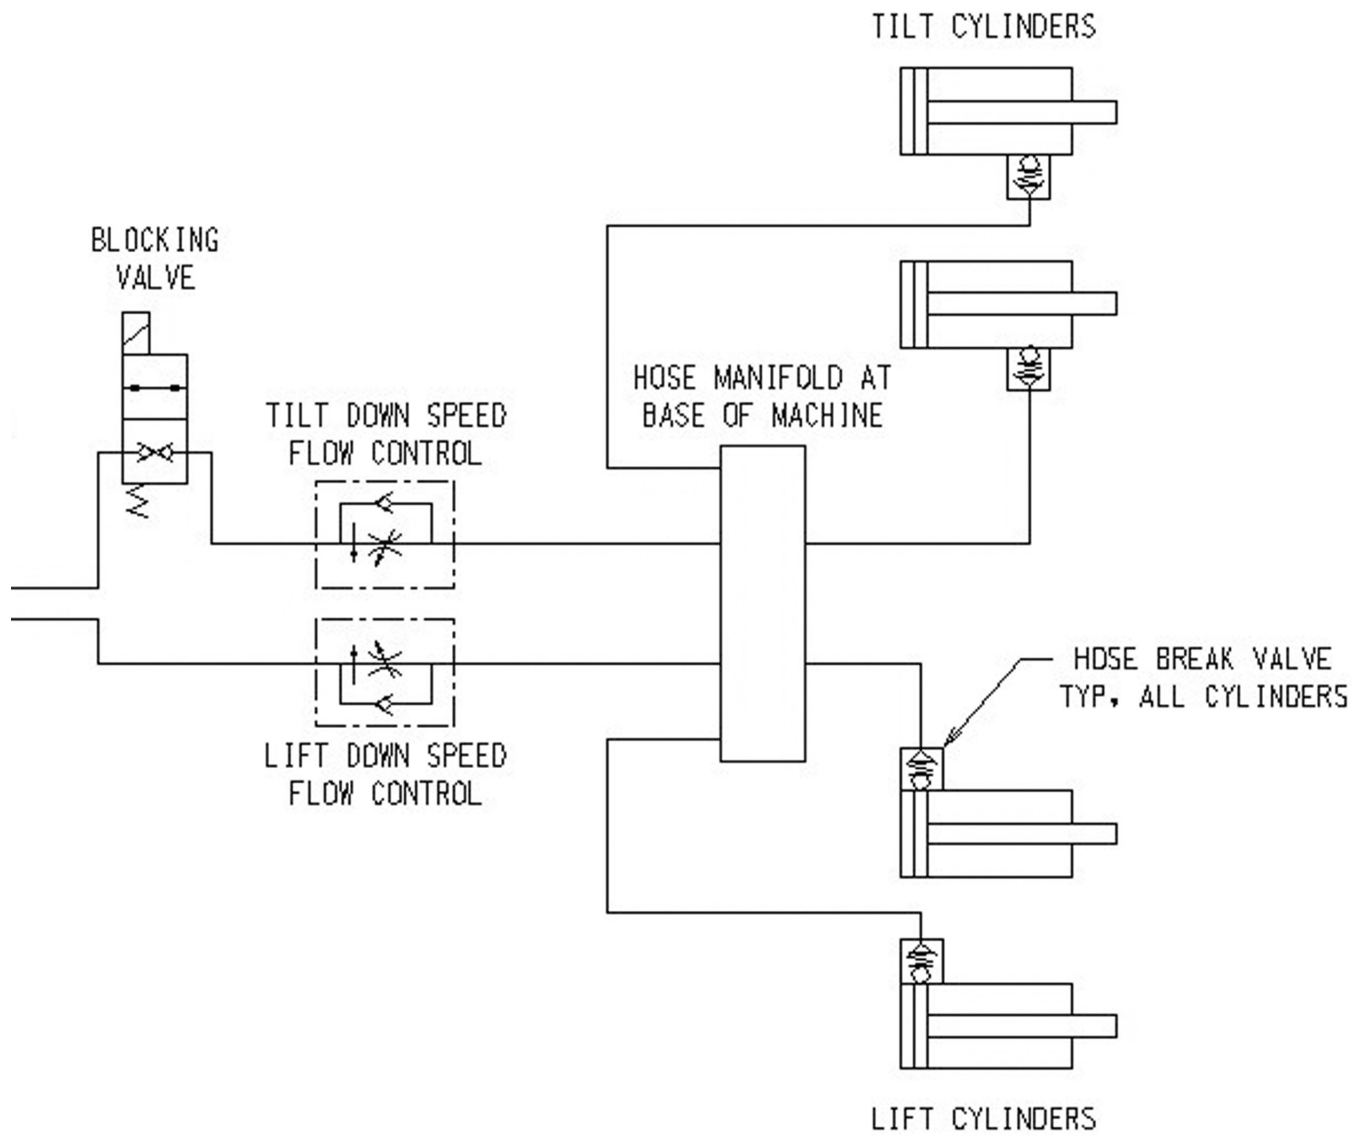 TILT CYLINDERS
BLOCKING
VALVE
HOSE MANIFOLD AT
BASE OF MACHINE
TILT DOWN SPEED
FLOW CONTROL
HOSE BREAK VALVE
TYP. ALL CYLINDERS
LIFT DOWN SPEED
FLOW CONTROL
LIFT CYLINDERS